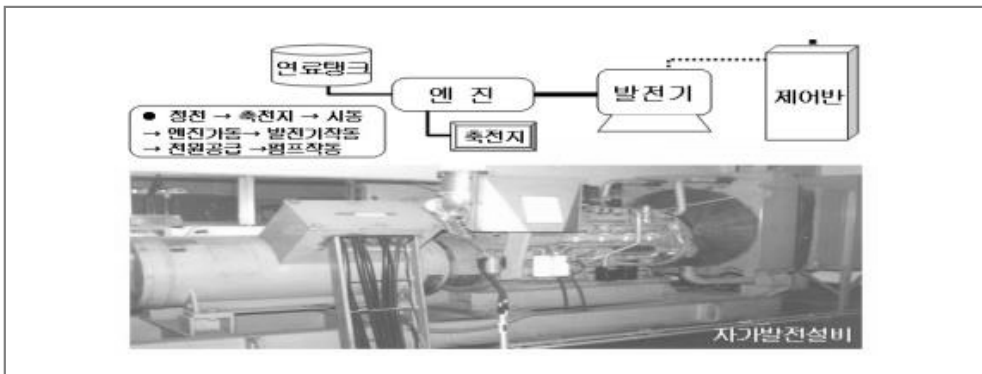 연료탱크
엔 진
발전기
제어반
축전지
● 정전 → 축전지 → 시동
→ 엔진가동→ 발전기작동
→ 전원공급 →펌프작동
자가발전설비